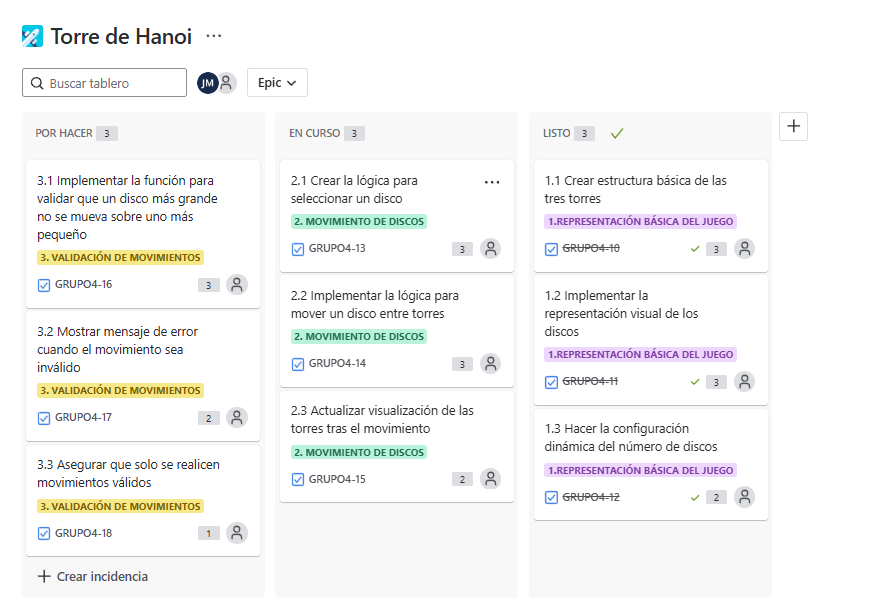 Torre de Hanoi ...
Buscar tablero
JM
Epic
POR HACER 3
3.1 Implementar la función para
validar que un disco más grande
no se mueva sobre uno más
pequeño
3. VALIDACIÓN DE MOVIMIENTOS
GRUPO4-16 3
3.2 Mostrar mensaje de error
cuando el movimiento sea
inválido
3. VALIDACIÓN DE MOVIMIENTOS
GRUPO4-17 2
3.3 Asegurar que solo se realicen
movimientos válidos
3. VALIDACIÓN DE MOVIMIENTOS
GRUPO4-18 1
+ Crear incidencia
EN CURSO 3
2.1 Crear la lógica para
seleccionar un disco
2. MOVIMIENTO DE DISCOS
GRUPO4-13 3
2.2 Implementar la lógica para
mover un disco entre torres
2. MOVIMIENTO DE DISCOS
GRUPO4-14 3
2.3 Actualizar visualización de las
torres tras el movimiento
2. MOVIMIENTO DE DISCOS
GRUPO4-15 2
LISTO 3
1.1 Crear estructura básica de las
tres torres
1.REPRESENTACIÓN BÁSICA DEL JUEGO
GRUPO4-10 3
1.2 Implementar la
representación visual de los
discos
1.REPRESENTACIÓN BÁSICA DEL JUEGO
GRUPO4-11 3
1.3 Hacer la configuración
dinámica del número de discos
1.REPRESENTACIÓN BÁSICA DEL JUEGO
GRUPO4-12 2